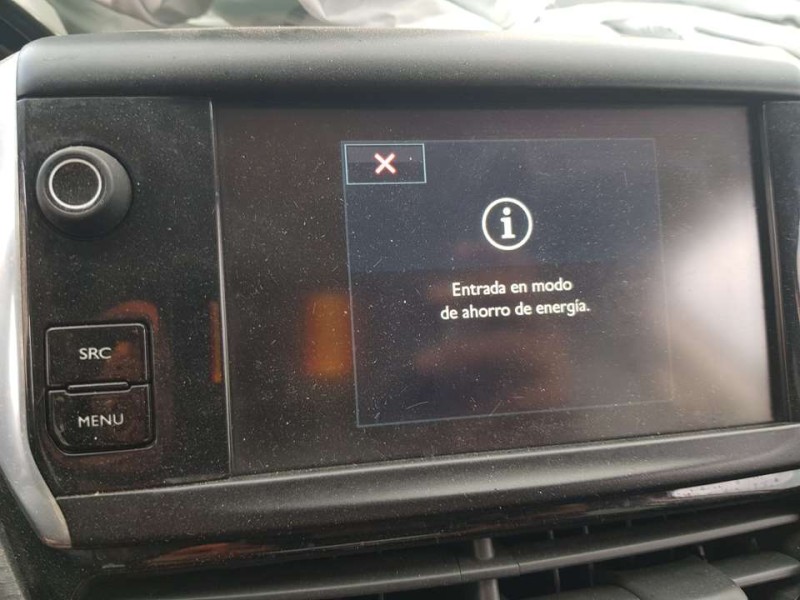 SRC
MENU
Entrada en modo
de ahorro de energía.